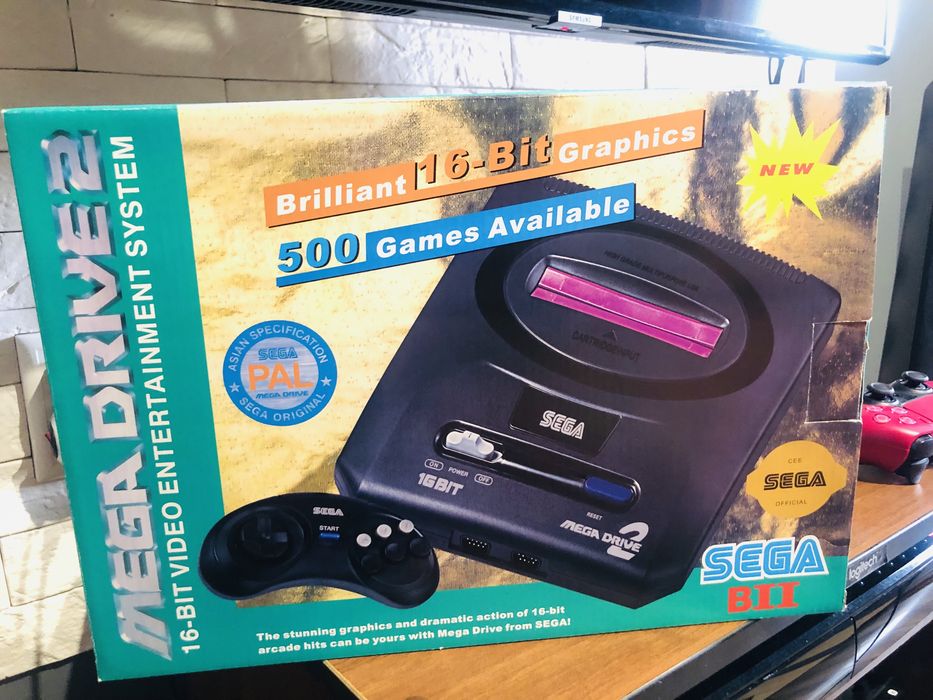 MEGA DRIVE 2
16-BIT VIDEO ENTERTAINMENT SYSTEM
Brilliant 16-Bit Graphics
500 Games Available
NEW
ASIAN SPECIFICATION
SEGA
PAL
MEGA DRIVE
SEGA ORIGINAL
CARTRIDGE INPUT
SEGA
ON POWER OFF
16BIT
RESET
MEGA DRIVE 2
SEGA
START
CEE
SEGA
OFFICIAL
SEGA
BII
The stunning graphics and dramatic action of 16-bit
arcade hits can be yours with Mega Drive from SEGA!
logitech